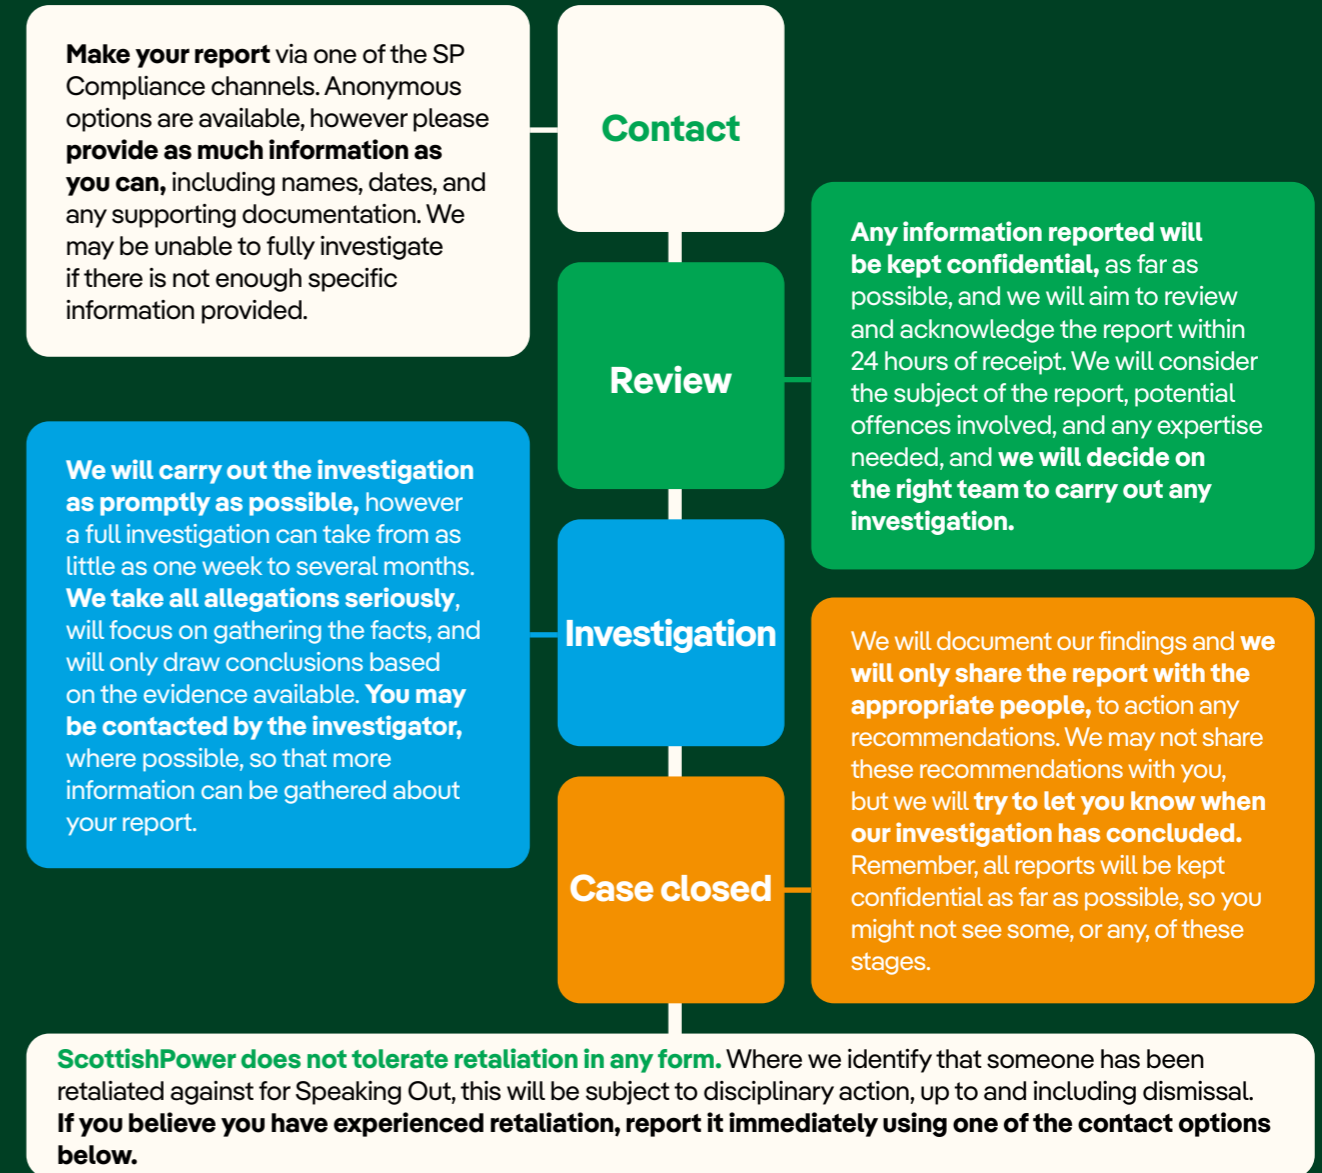 Make your report via one of the SP
Compliance channels. Anonymous
options are available, however please
provide as much information as
you can, including names, dates, and
any supporting documentation. We
may be unable to fully investigate
if there is not enough specific
information provided.
Contact
Review
Any information reported will
be kept confidential, as far as
possible, and we will aim to review
and acknowledge the report within
24 hours of receipt. We will consider
the subject of the report, potential
offences involved, and any expertise
needed, and we will decide on
the right team to carry out any
investigation.
We will carry out the investigation
as promptly as possible, however
a full investigation can take from as
little as one week to several months.
We take all allegations seriously,
will focus on gathering the facts, and
will only draw conclusions based
on the evidence available. You may
be contacted by the investigator,
where possible, so that more
information can be gathered about
your report.
Investigation
Case closed
We will document our findings and we
will only share the report with the
appropriate people, to action any
recommendations. We may not share
these recommendations with you,
but we will try to let you know when
our investigation has concluded.
Remember, all reports will be kept
confidential as far as possible, so you
might not see some, or any, of these
stages.
ScottishPower does not tolerate retaliation in any form. Where we identify that someone has been
retaliated against for Speaking Out, this will be subject to disciplinary action, up to and including dismissal.
If you believe you have experienced retaliation, report it immediately using one of the contact options
below.